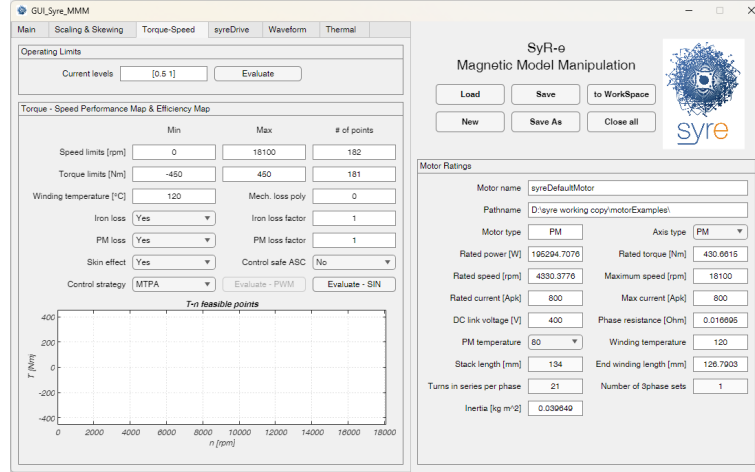 GUI_Syre_MMM
Main Scaling & Skewing Torque-Speed syreDrive Waveform Thermal
Operating Limits
Current levels [0.5 1] Evaluate
Torque - Speed Performance Map & Efficiency Map
Min Max # of points
Speed limits [rpm] 0 18100 182
Torque limits [Nm] -450 450 181
Winding temperature [°C] 120 Mech. loss poly 0
Iron loss Yes Iron loss factor 1
PM loss Yes PM loss factor 1
Skin effect Yes Control safe ASC No
Control strategy MTPA Evaluate - PWM Evaluate - SIN
T-n feasible points
400
200
0
-200
-400
T [Nm]
0 2000 4000 6000 8000 10000 12000 14000 16000 18000
n [rpm]
SyR-e
Magnetic Model Manipulation
Load Save to WorkSpace
New Save As Close all
syre
Motor Ratings
Motor name syreDefaultMotor
Pathname D:\syre working copy\motorExamples\
Motor type PM Axis type PM
Rated power [W] 195294.7076 Rated torque [Nm] 430.6615
Rated speed [rpm] 4330.3776 Maximum speed [rpm] 18100
Rated current [Apk] 800 Max current [Apk] 800
DC link voltage [V] 400 Phase resistance [Ohm] 0.016695
PM temperature 80 Winding temperature 120
Stack length [mm] 134 End winding length [mm] 126.7903
Turns in series per phase 21 Number of 3phase sets 1
Inertia [kg m^2] 0.039649